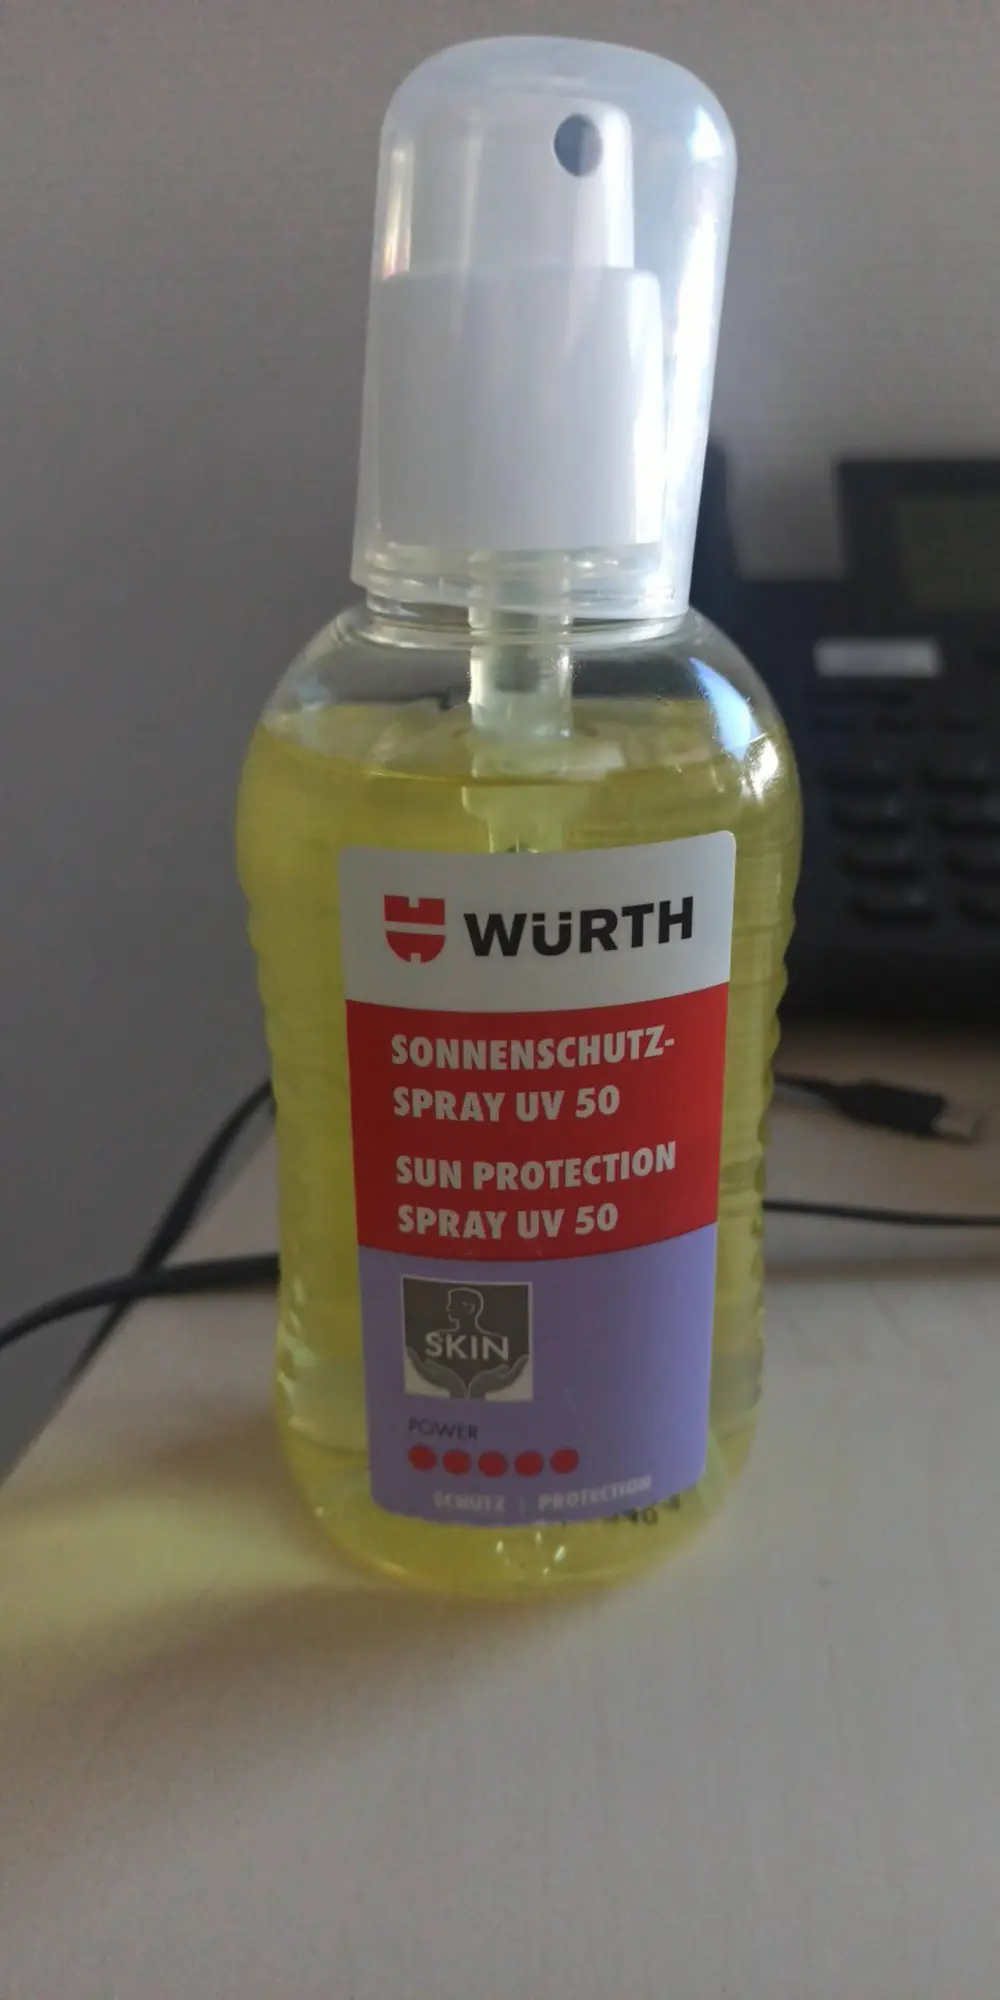 WÜRTH
SONNENSCHUTZ-
SPRAY UV 50
SUN PROTECTION
SPRAY UV 50
SKIN
POWER
SCHUTZ | PROTECTION